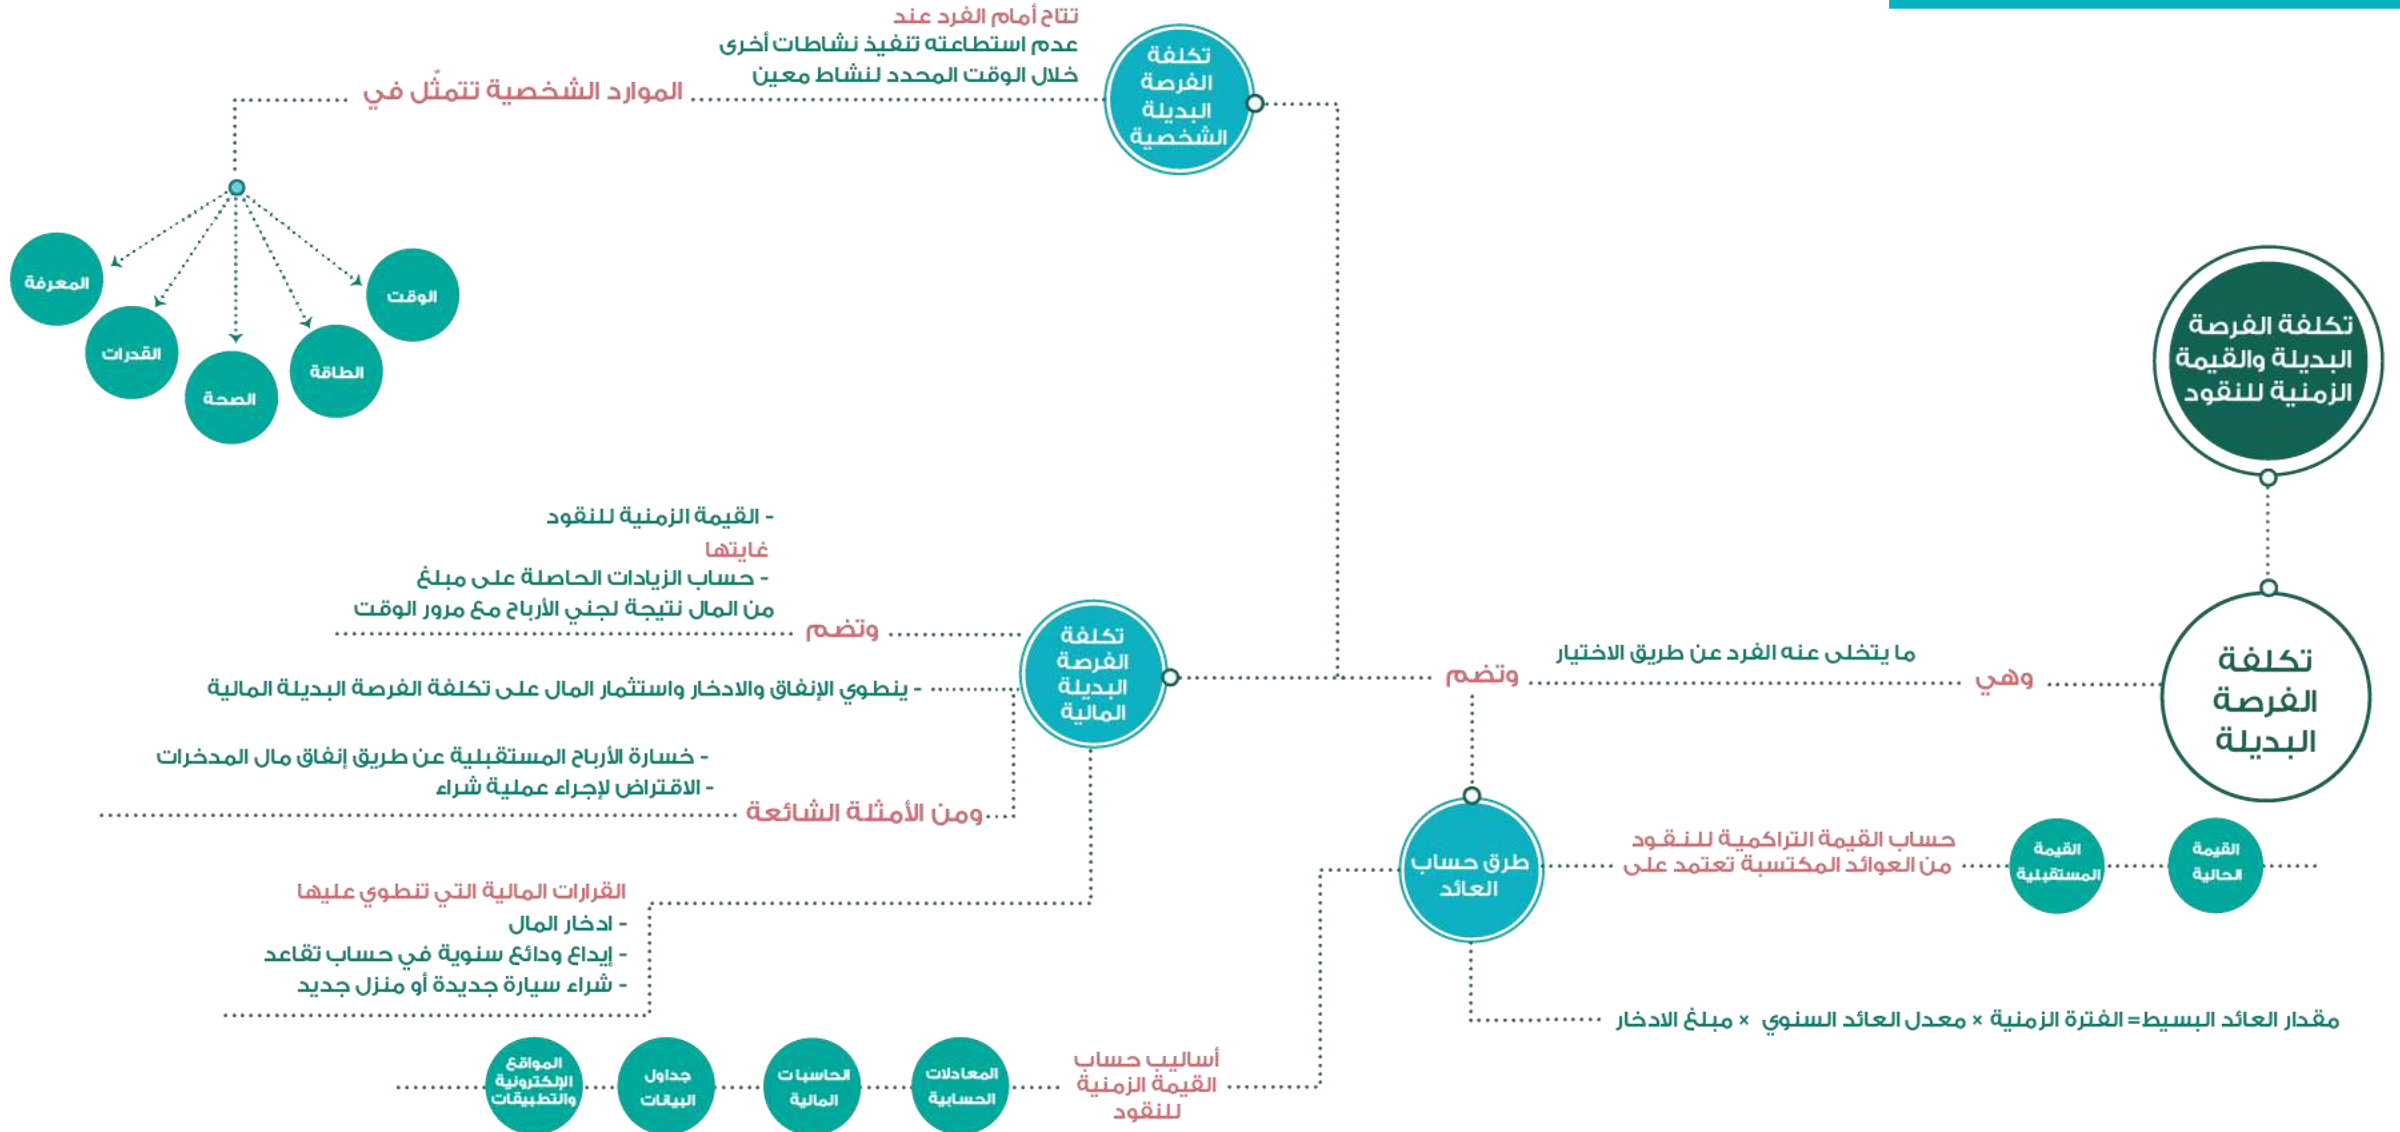 تكلفة الفرصة
البديلة والقيمة
الزمنية للنقود
تكلفة
الفرصة
البديلة
وهي
ما يتخلى عنه الفرد عن طريق الاختيار
وتضم
تكلفة
الفرصة
البديلة
الشخصية
تتاح أمام الفرد عند
عدم استطاعته تنفيذ نشاطات أخرى
خلال الوقت المحدد لنشاط معين
الموارد الشخصية تتمثّل في
الوقت
الطاقة
الصحة
القدرات
المعرفة
تكلفة
الفرصة
البديلة
المالية
وتضم
- القيمة الزمنية للنقود
غايتها
- حساب الزيادات الحاصلة على مبلغ
من المال نتيجة لجني الأرباح مع مرور الوقت
- ينطوي الإنفاق والادخار واستثمار المال على تكلفة الفرصة البديلة المالية
ومن الأمثلة الشائعة
- خسارة الأرباح المستقبلية عن طريق إنفاق مال المدخرات
- الاقتراض لإجراء عملية شراء
القرارات المالية التي تنطوي عليها
- ادخار المال
- إيداع ودائع سنوية في حساب تقاعد
- شراء سيارة جديدة أو منزل جديد
طرق حساب
العائد
حساب القيمة التراكمية للنقود
من العوائد المكتسبة تعتمد على
القيمة
المستقبلية
القيمة
الحالية
مقدار العائد البسيط= الفترة الزمنية × معدل العائد السنوي × مبلغ الادخار
أساليب حساب
القيمة الزمنية
للنقود
المعادلات
الحسابية
الحاسبات
المالية
جداول
البيانات
المواقع
الإلكترونية
والتطبيقات